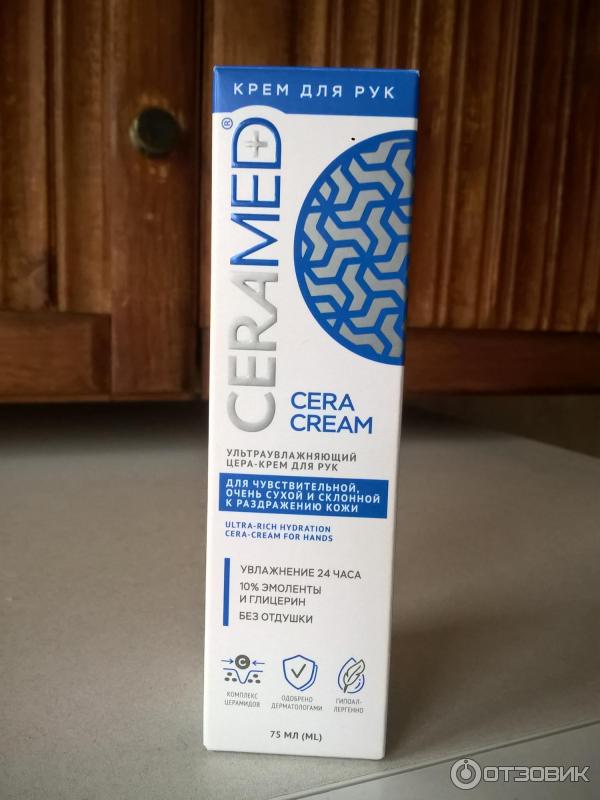 КРЕМ ДЛЯ РУК
CERAMED®
CERA
CREAM
УЛЬТРАУВЛАЖНЯЮЩИЙ
ЦЕРА-КРЕМ ДЛЯ РУК
ДЛЯ ЧУВСТВИТЕЛЬНОЙ,
ОЧЕНЬ СУХОЙ И СКЛОННОЙ
К РАЗДРАЖЕНИЮ КОЖИ
ULTRA-RICH HYDRATION
CERA-CREAM FOR HANDS
УВЛАЖНЕНИЕ 24 ЧАСА
10% ЭМОЛЕНТЫ
И ГЛИЦЕРИН
БЕЗ ОТДУШКИ
C
КОМПЛЕКС
ЦЕРАМИДОВ
ОДОБРЕНО
ДЕРМАТОЛОГАМИ
ГИПОАЛ-
ЛЕРГЕННО
75 МЛ (ML)
ОТЗОВИК